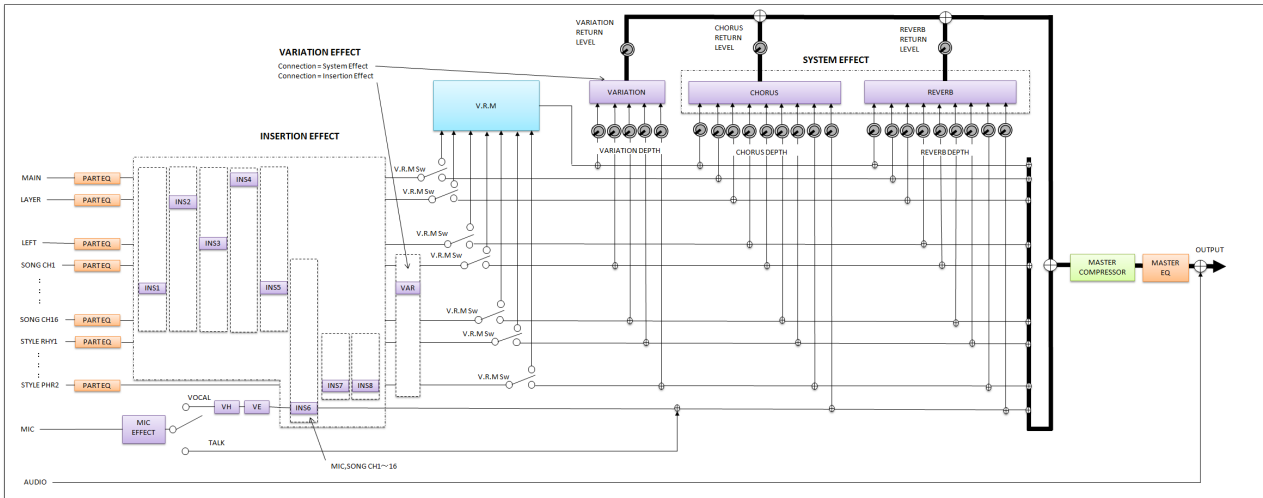 VARIATION
RETURN
LEVEL
CHORUS
RETURN
LEVEL
REVERB
RETURN
LEVEL
VARIATION EFFECT
Connection = System Effect
Connection = Insertion Effect
SYSTEM EFFECT
V.R.M
VARIATION
CHORUS
REVERB
INSERTION EFFECT
VARIATION DEPTH
CHORUS DEPTH
REVERB DEPTH
MAIN
PARTEQ
INS4
V.R.M Sw
LAYER
PARTEQ
INS2
V.R.M Sw
LEFT
PARTEQ
INS3
V.R.M Sw
SONG CH1
PARTEQ
V.R.M Sw
OUTPUT
MASTER
COMPRESSOR
MASTER
EQ
INS1
INS5
VAR
SONG CH16
PARTEQ
V.R.M Sw
STYLE RHY1
PARTEQ
V.R.M Sw
STYLE PHR2
PARTEQ
INS7
INS8
V.R.M Sw
VOCAL
VH
VE
INS6
MIC
MIC
EFFECT
TALK
MIC,SONG CH1～16
AUDIO